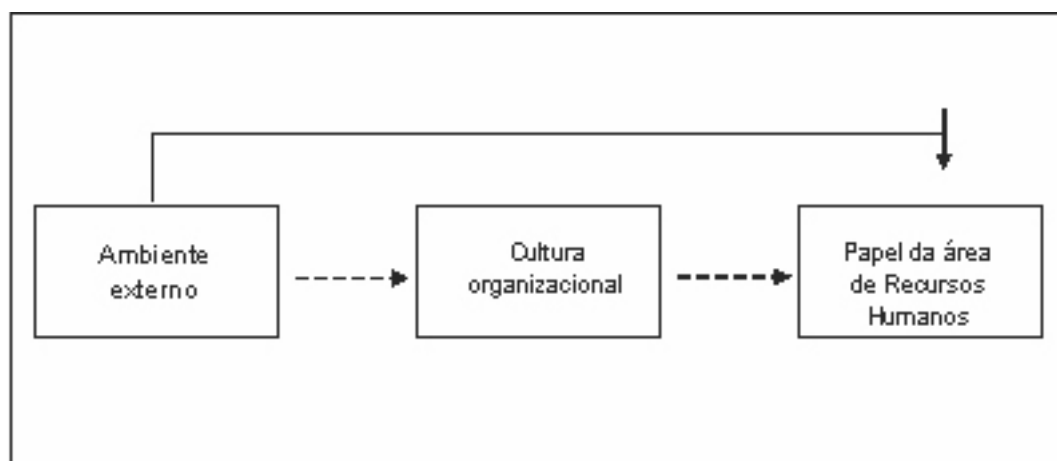 Ambiente
externo
Cultura
organizacional
Papel da área
de Recursos
Humanos